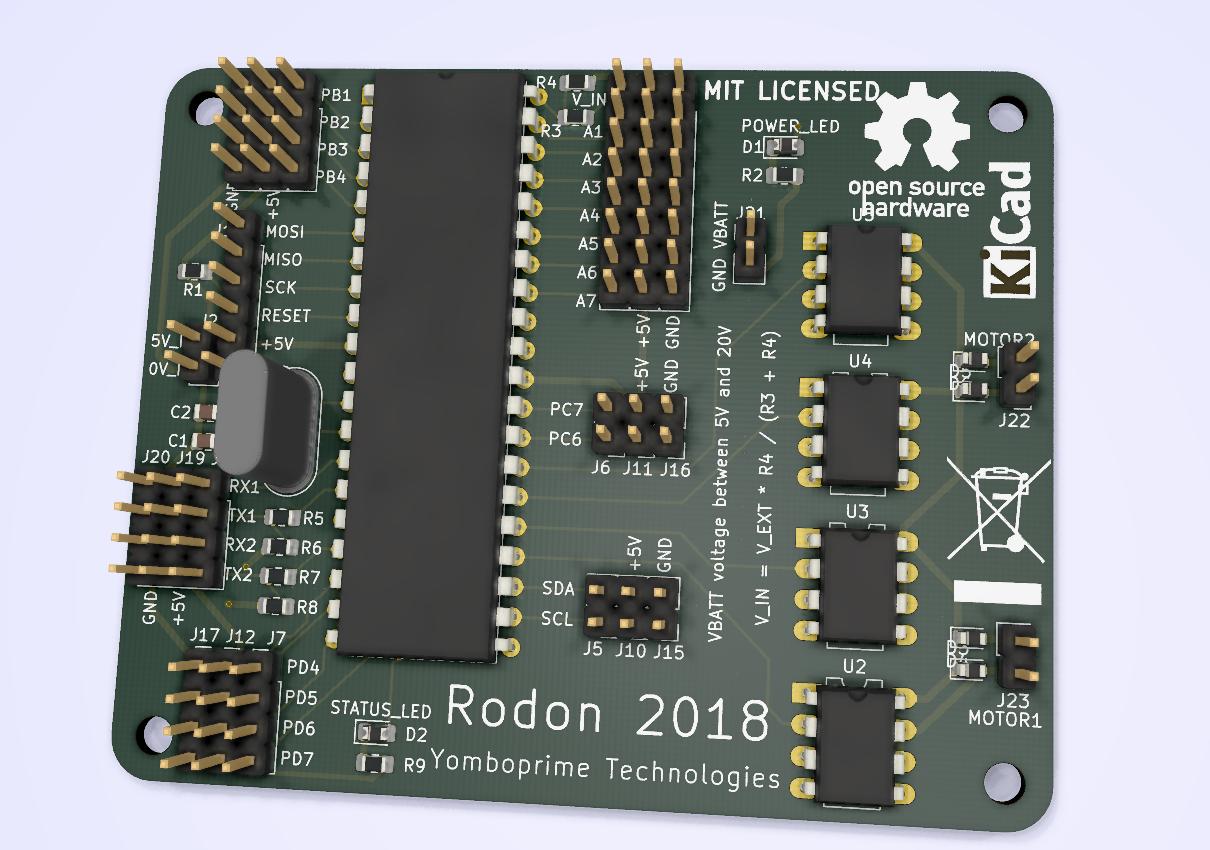 PB1
PB2
PB3
PB4
+5V
MOSI
MISO
SCK
RESET
+5V
R1
5V_
0V_
C2
C1
J20 J19
RX1
TX1
RX2
TX2
R5
R6
R7
R8
GND
+5V
J17 J12 J7
PD4
PD5
PD6
PD7
STATUS_LED
D2
R9
R4
V_IN
R3
A1
A2
A3
A4
A5
A6
A7
+5V +5V
GND GND
PC7
PC6
J6 J11 J16
+5V
GND
SDA
SCL
J5 J10 J15
MIT LICENSED
POWER_LED
D1
R2
J21
GND VBATT
VBATT voltage between 5V and 20V
V_IN = V_EXT * R4 / (R3 + R4)
open source
hardware
KiCad
U5
U4
U3
U2
MOTOR2
J22
J23
MOTOR1
Rodon 2018
Yomboprime Technologies